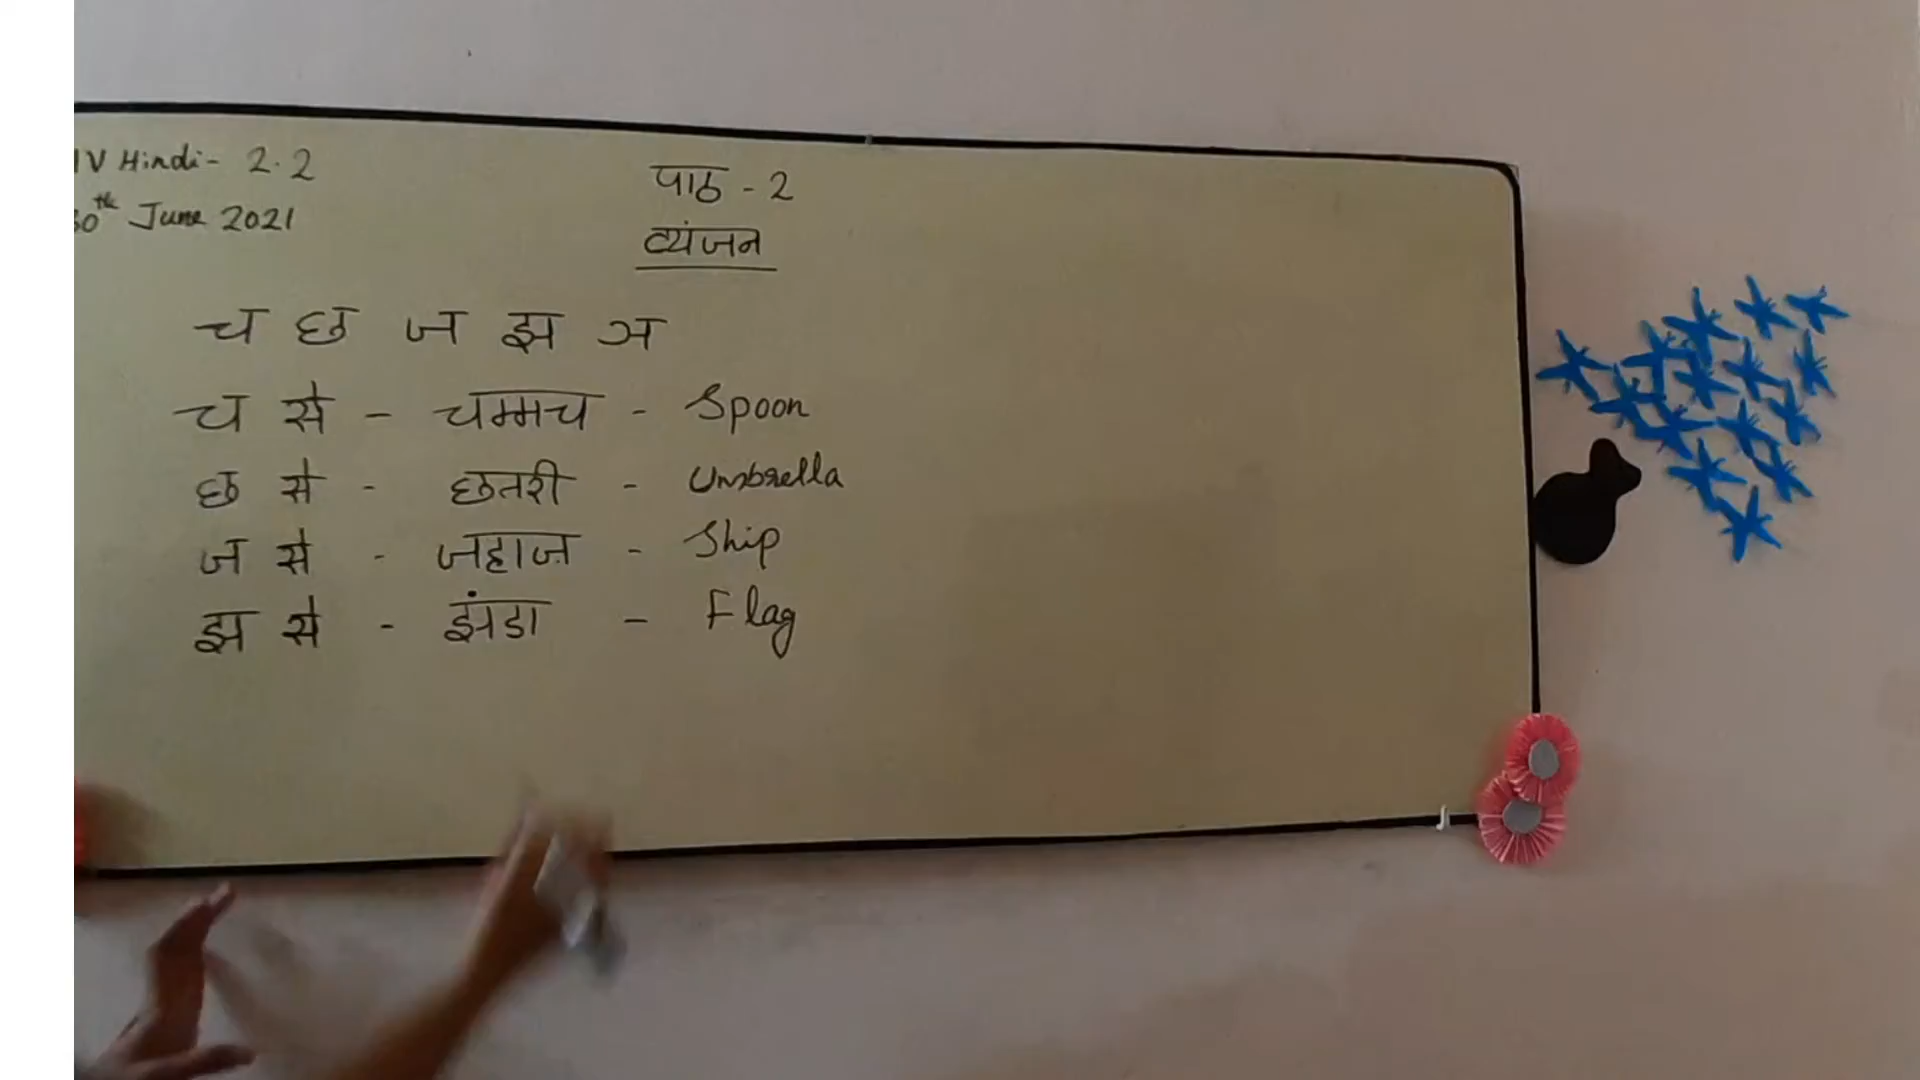 IV Hindi - 2.2
30th June 2021
पाठ - 2
व्यंजन
च छ ज झ ञ
च से - चम्मच - Spoon
छ से - छतरी - Umbrella
ज से - जहाज़ - Ship
झ से - झंडा - Flag